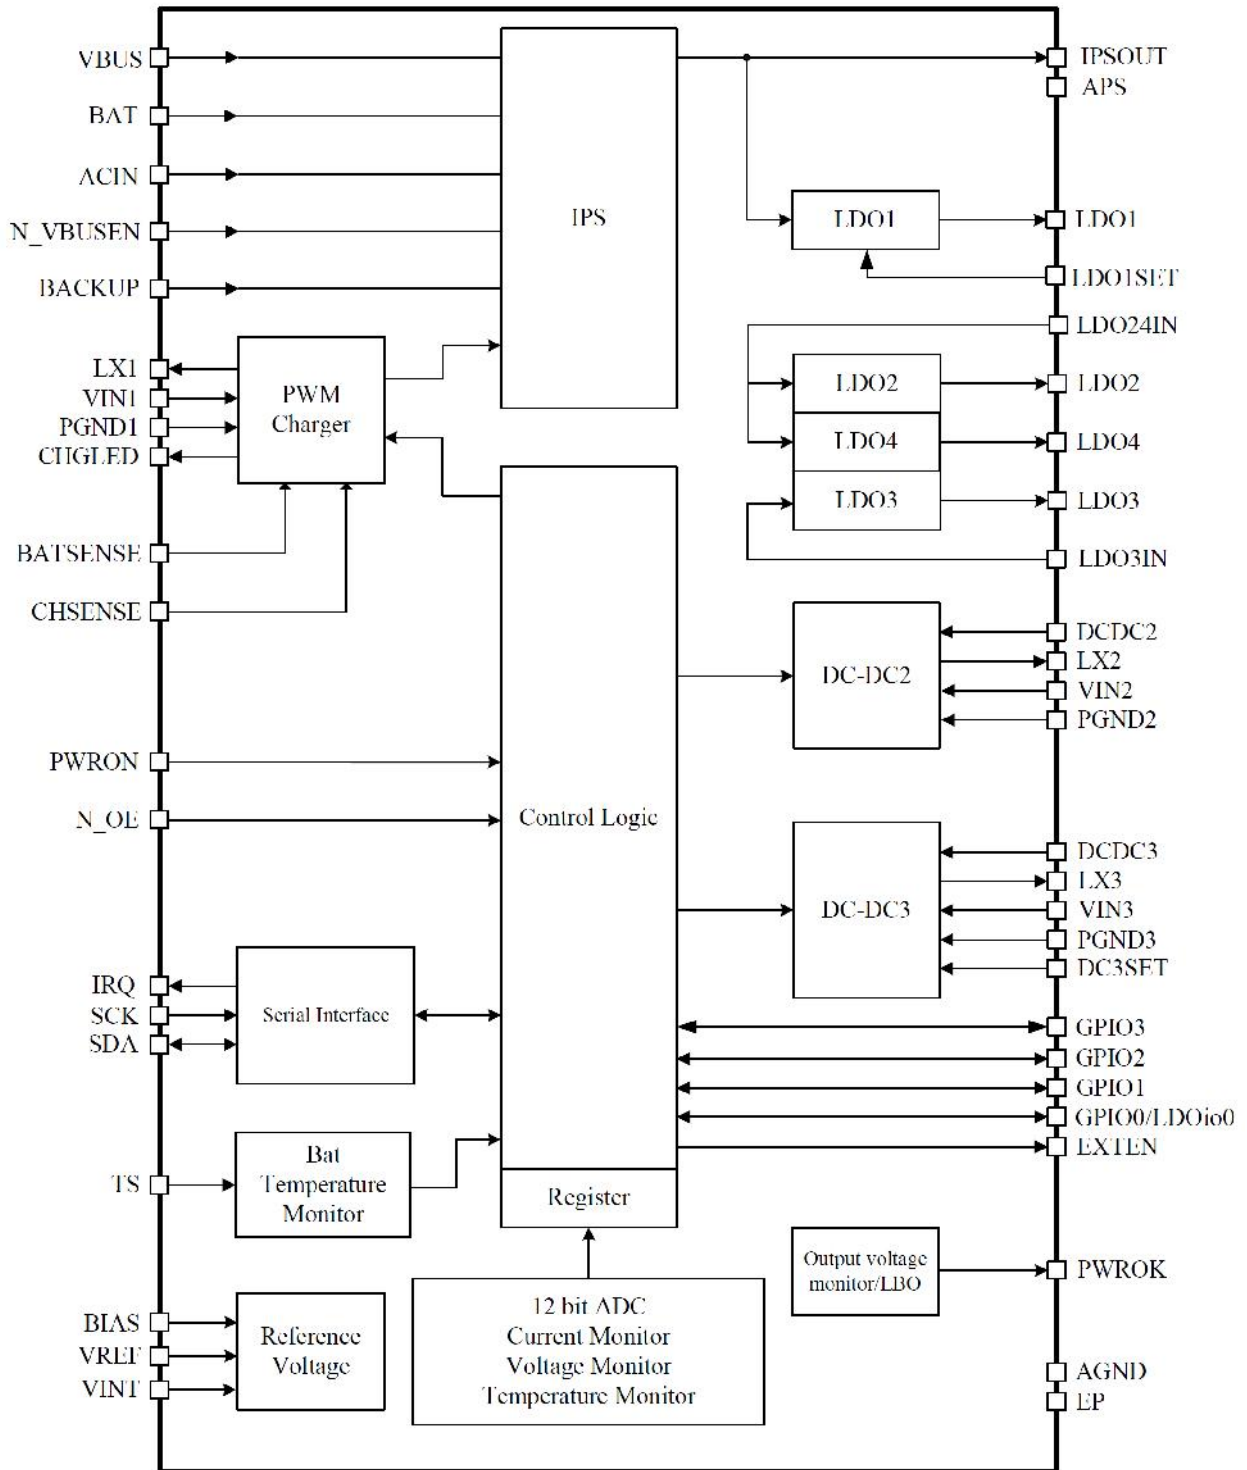 VBUS
BAT
ACIN
N_VBUSEN
BACKUP
LX1
VIN1
PGND1
CHGLED
BATSENSE
CHSENSE
PWRON
N_OE
IRQ
SCK
SDA
TS
BIAS
VREF
VINT
IPS
PWM
Charger
Control Logic
Serial Interface
Bat
Temperature
Monitor
Register
Reference
Voltage
12 bit ADC
Current Monitor
Voltage Monitor
Temperature Monitor
LDO1
LDO2
LDO4
LDO3
DC-DC2
DC-DC3
Output voltage
monitor/LBO
IPSOUT
APS
LDO1
LDO1SET
LDO24IN
LDO2
LDO4
LDO3
LDO3IN
DCDC2
LX2
VIN2
PGND2
DCDC3
LX3
VIN3
PGND3
DC3SET
GPIO3
GPIO2
GPIO1
GPIO0/LDOio0
EXTEN
PWROK
AGND
EP